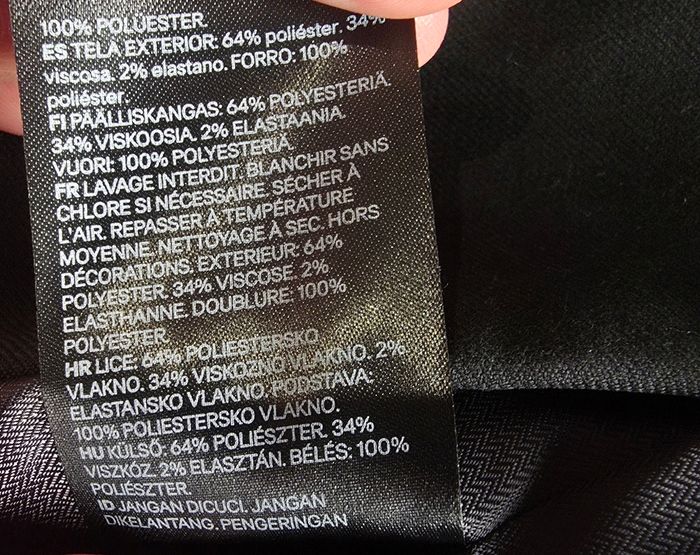 100% POLUESTER.
ES TELA EXTERIOR: 64% poliéster. 34%
viscosa. 2% elastano. FORRO: 100%
poliéster.
FI PÄÄLLISKANGAS: 64% POLYESTERIÄ.
34% VISKOOSIA. 2% ELASTAANIA.
VUORI: 100% POLYESTERIÄ.
FR LAVAGE INTERDIT. BLANCHIR SANS
CHLORE SI NÉCESSAIRE. SÉCHER À
L'AIR. REPASSER À TEMPÉRATURE
MOYENNE. NETTOYAGE À SEC. HORS
DÉCORATIONS. EXTERIEUR: 64%
POLYESTER. 34% VISCOSE. 2%
ELASTHANNE. DOUBLURE: 100%
POLYESTER.
HR LICE: 64% POLIESTERSKO
VLAKNO. 34% VISKOZNO VLAKNO. 2%
ELASTANSKO VLAKNO. PODSTAVA:
100% POLIESTERSKO VLAKNO.
HU KÜLSŐ: 64% POLIÉSZTER. 34%
VISZKÓZ. 2% ELASZTÁN. BÉLÉS: 100%
POLIÉSZTER.
ID JANGAN DICUCI. JANGAN
DIKELANTANG. PENGERINGAN